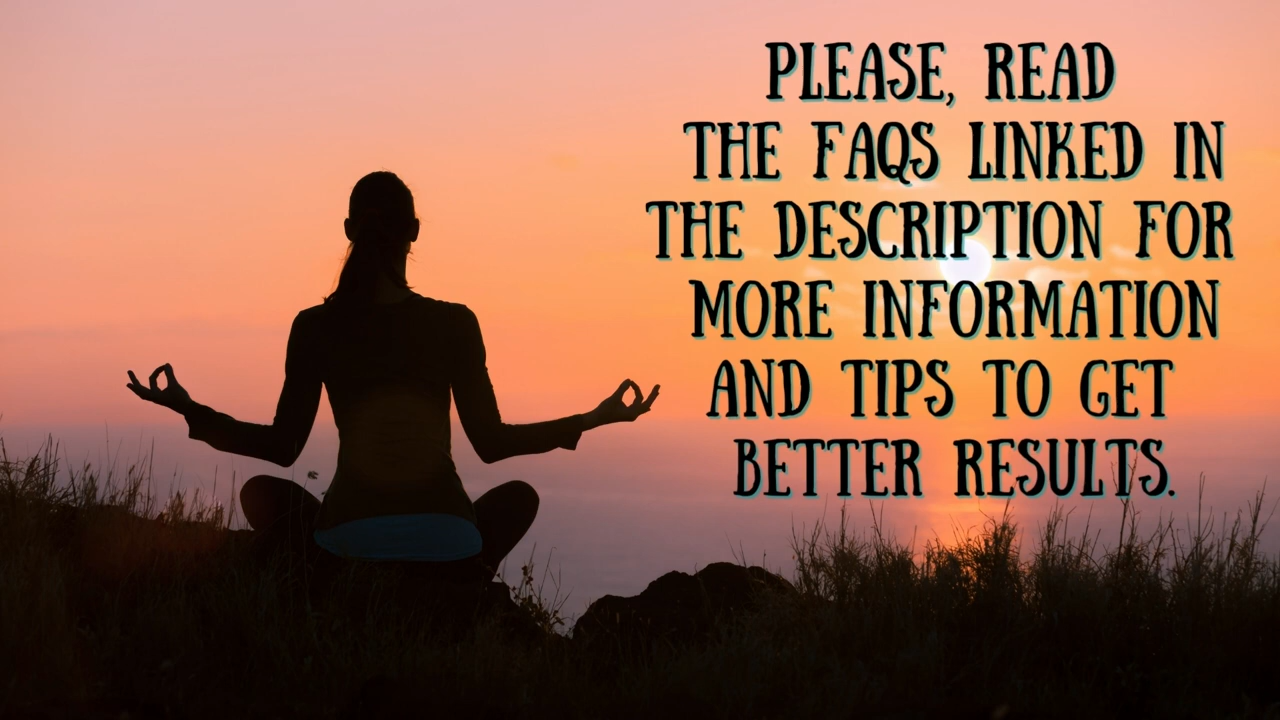 PLEASE, READ
THE FAQS LINKED IN
THE DESCRIPTION FOR
MORE INFORMATION
AND TIPS TO GET
BETTER RESULTS.